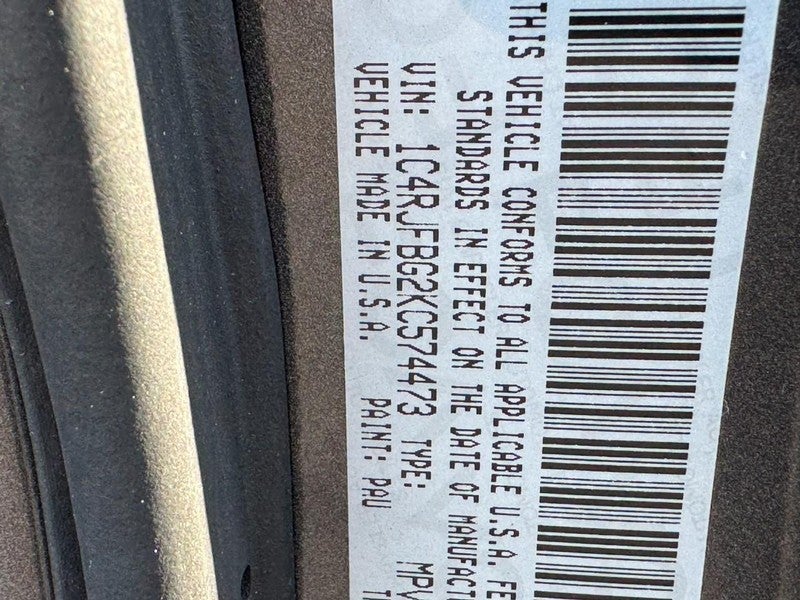 THIS VEHICLE CONFORMS TO ALL APPLICABLE U.S.A. FE
STANDARDS IN EFFECT ON THE DATE OF MANUFACT
VIN: 1C4RJFBG2KC574473 TYPE: MPV
VEHICLE MADE IN U.S.A. PAINT: PAU